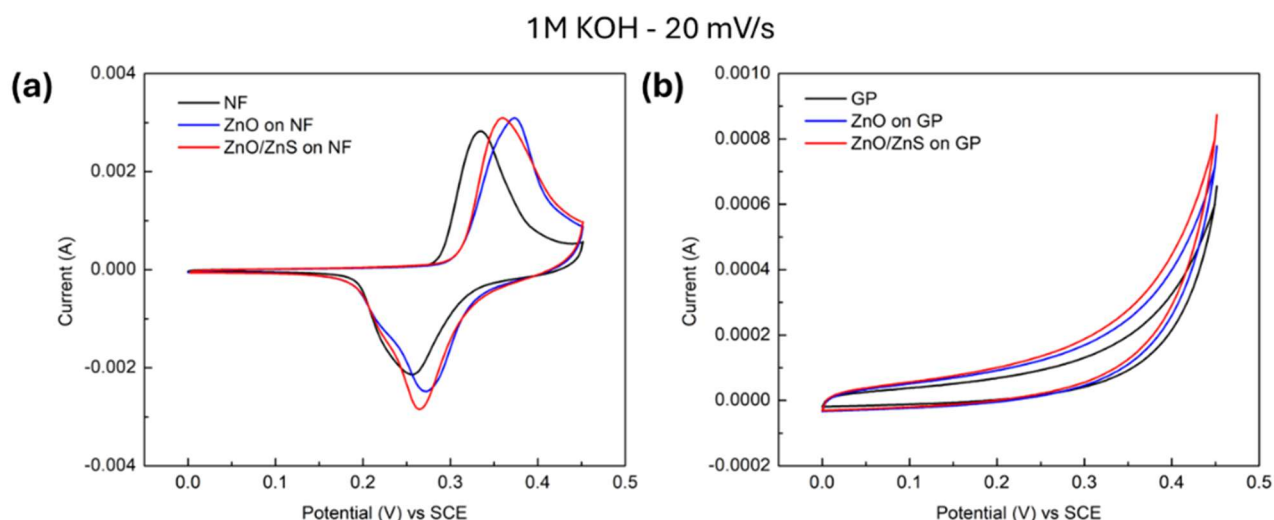 1M KOH - 20 mV/s
(a)
0.004
0.002
0.000
-0.002
-0.004
Current (A)
NF
ZnO on NF
ZnO/ZnS on NF
0.0 0.1 0.2 0.3 0.4 0.5
Potential (V) vs SCE
(b)
0.0010
0.0008
0.0006
0.0004
0.0002
0.0000
-0.0002
Current (A)
GP
ZnO on GP
ZnO/ZnS on GP
0.0 0.1 0.2 0.3 0.4 0.5
Potential (V) vs SCE